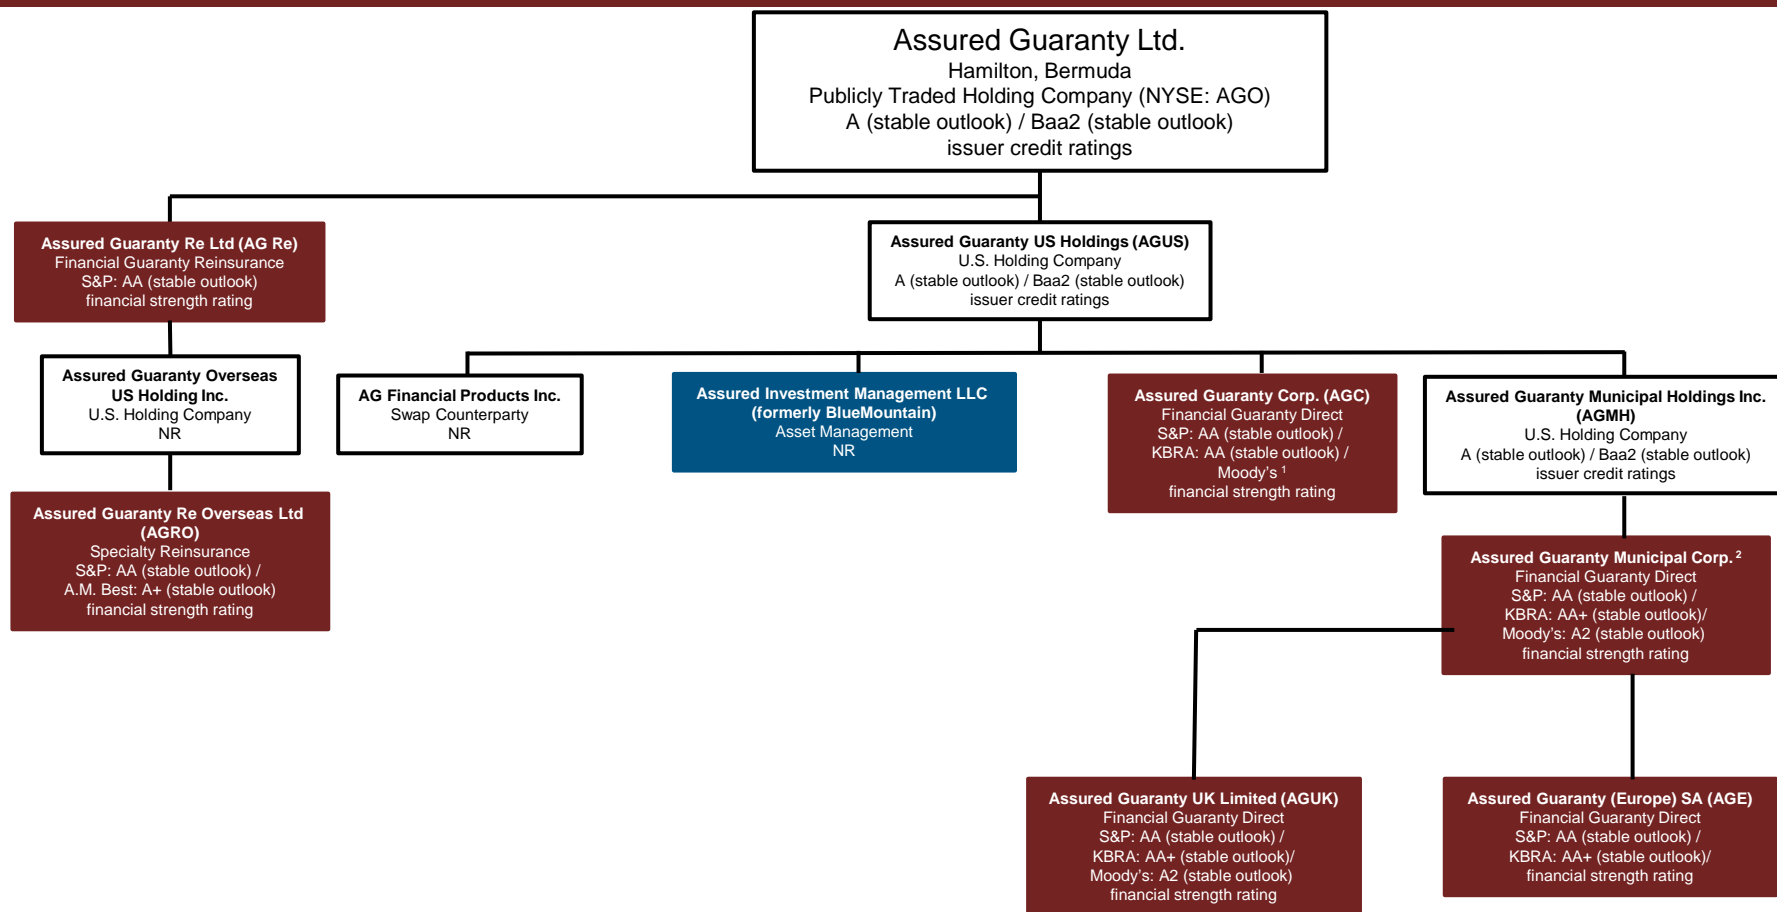 Assured Guaranty Ltd.
Hamilton, Bermuda
Publicly Traded Holding Company (NYSE: AGO)
A (stable outlook) / Baa2 (stable outlook)
issuer credit ratings
Assured Guaranty Re Ltd (AG Re)
Financial Guaranty Reinsurance
S&P: AA (stable outlook)
financial strength rating
Assured Guaranty US Holdings (AGUS)
U.S. Holding Company
A (stable outlook) / Baa2 (stable outlook)
issuer credit ratings
Assured Guaranty Overseas
US Holding Inc.
U.S. Holding Company
NR
AG Financial Products Inc.
Swap Counterparty
NR
Assured Investment Management LLC
(formerly BlueMountain)
Asset Management
NR
Assured Guaranty Corp. (AGC)
Financial Guaranty Direct
S&P: AA (stable outlook) /
KBRA: AA (stable outlook) /
Moody's ¹
financial strength rating
Assured Guaranty Municipal Holdings Inc.
(AGMH)
U.S. Holding Company
A (stable outlook) / Baa2 (stable outlook)
issuer credit ratings
Assured Guaranty Re Overseas Ltd
(AGRO)
Specialty Reinsurance
S&P: AA (stable outlook) /
A.M. Best: A+ (stable outlook)
financial strength rating
Assured Guaranty Municipal Corp. ²
Financial Guaranty Direct
S&P: AA (stable outlook) /
KBRA: AA+ (stable outlook)/
Moody's: A2 (stable outlook)
financial strength rating
Assured Guaranty UK Limited (AGUK)
Financial Guaranty Direct
S&P: AA (stable outlook) /
KBRA: AA+ (stable outlook)/
Moody's: A2 (stable outlook)
financial strength rating
Assured Guaranty (Europe) SA (AGE)
Financial Guaranty Direct
S&P: AA (stable outlook) /
KBRA: AA+ (stable outlook)/
financial strength rating